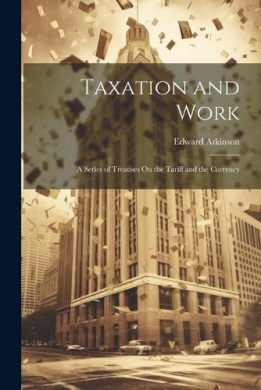 Taxation and
Work
Edward Atkinson
A Series of Treatises On the Tariff and the Currency